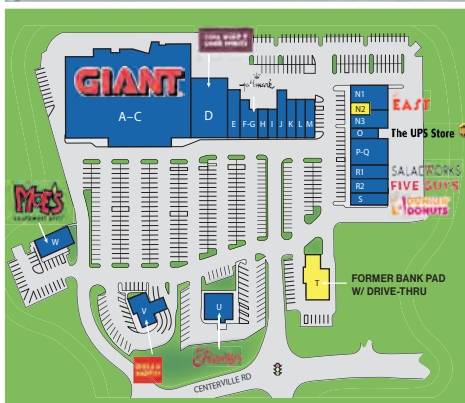 GIANT
A-C
D
Hallmark
E
F-G
H
I
J
K
L
M
N1
N2
N3
O
P-Q
R1
R2
S
EAST
The UPS Store
SALADWORKS
FIVE GUYS
DUNKIN'
DONUTS
MOE'S
W
V
U
T
FORMER BANK PAD
W/ DRIVE-THRU
CENTERVILLE RD